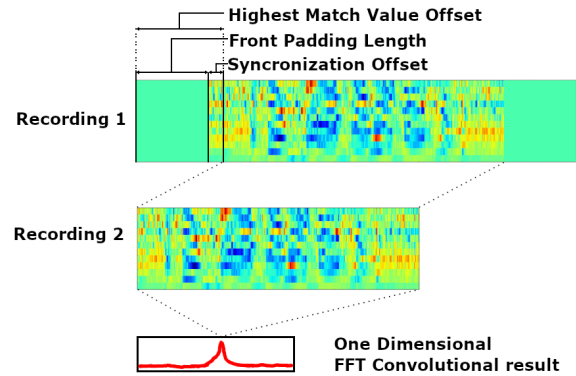 Highest Match Value Offset
Front Padding Length
Syncronization Offset
Recording 1
Recording 2
One Dimensional
FFT Convolutional result